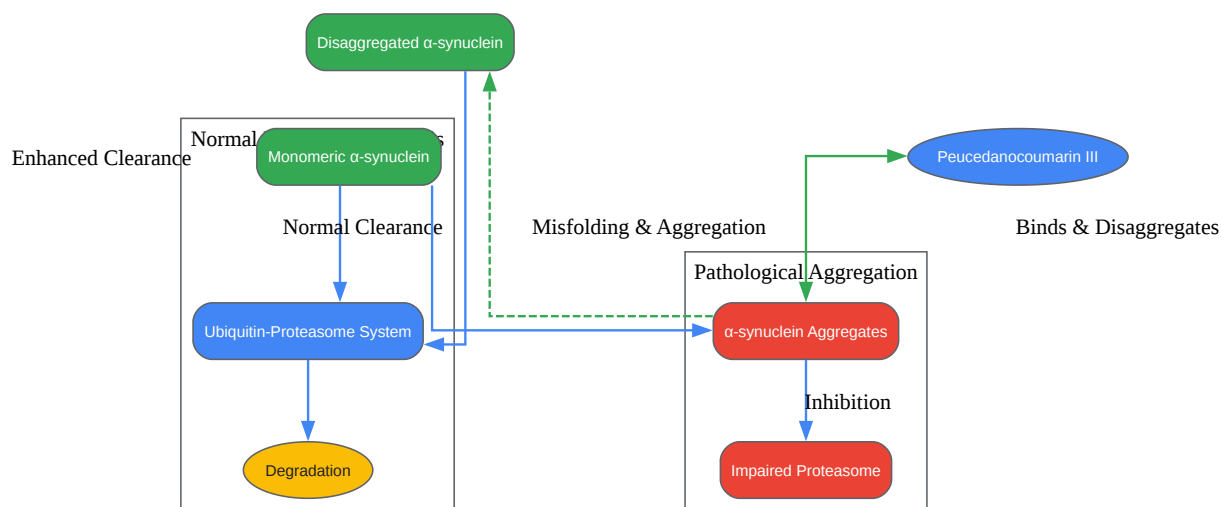 Disaggregated α-synuclein
Normal
Monomeric α-synuclein
Enhanced Clearance
Peucedanocoumarin III
Normal Clearance
Misfolding & Aggregation
Binds & Disaggregates
Pathological Aggregation
Ubiquitin-Proteasome System
α-synuclein Aggregates
Inhibition
Degradation
Impaired Proteasome